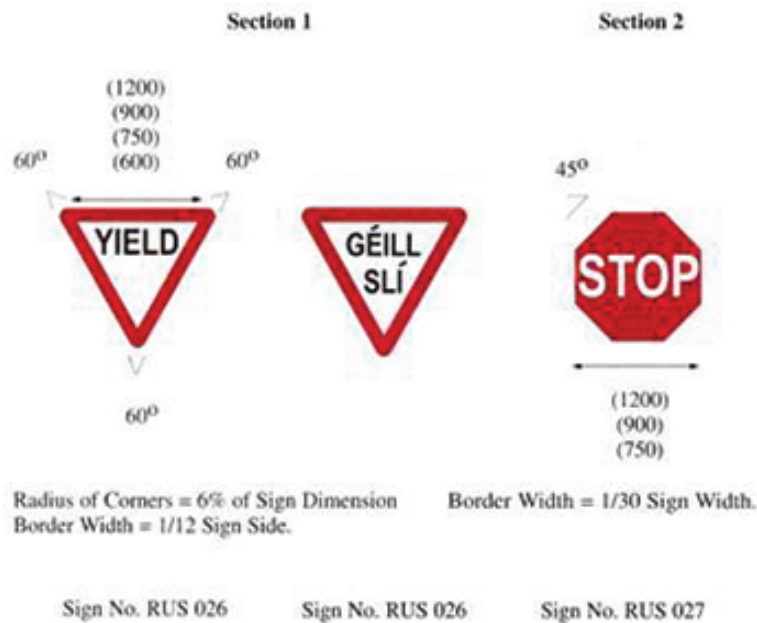 Section 1
Section 2
(1200)
(900)
(750)
(600)
60º
60º
45º
YIELD
GÉILL
SLÍ
STOP
60º
(1200)
(900)
(750)
Radius of Corners = 6% of Sign Dimension
Border Width = 1/12 Sign Side.
Border Width = 1/30 Sign Width.
Sign No. RUS 026
Sign No. RUS 026
Sign No. RUS 027